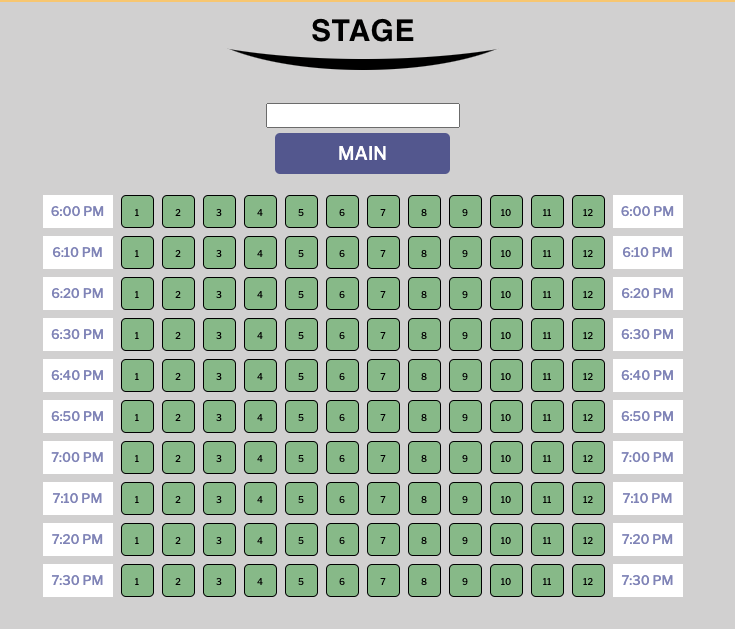 STAGE
MAIN
6:00 PM 1 2 3 4 5 6 7 8 9 10 11 12 6:00 PM
6:10 PM 1 2 3 4 5 6 7 8 9 10 11 12 6:10 PM
6:20 PM 1 2 3 4 5 6 7 8 9 10 11 12 6:20 PM
6:30 PM 1 2 3 4 5 6 7 8 9 10 11 12 6:30 PM
6:40 PM 1 2 3 4 5 6 7 8 9 10 11 12 6:40 PM
6:50 PM 1 2 3 4 5 6 7 8 9 10 11 12 6:50 PM
7:00 PM 1 2 3 4 5 6 7 8 9 10 11 12 7:00 PM
7:10 PM 1 2 3 4 5 6 7 8 9 10 11 12 7:10 PM
7:20 PM 1 2 3 4 5 6 7 8 9 10 11 12 7:20 PM
7:30 PM 1 2 3 4 5 6 7 8 9 10 11 12 7:30 PM